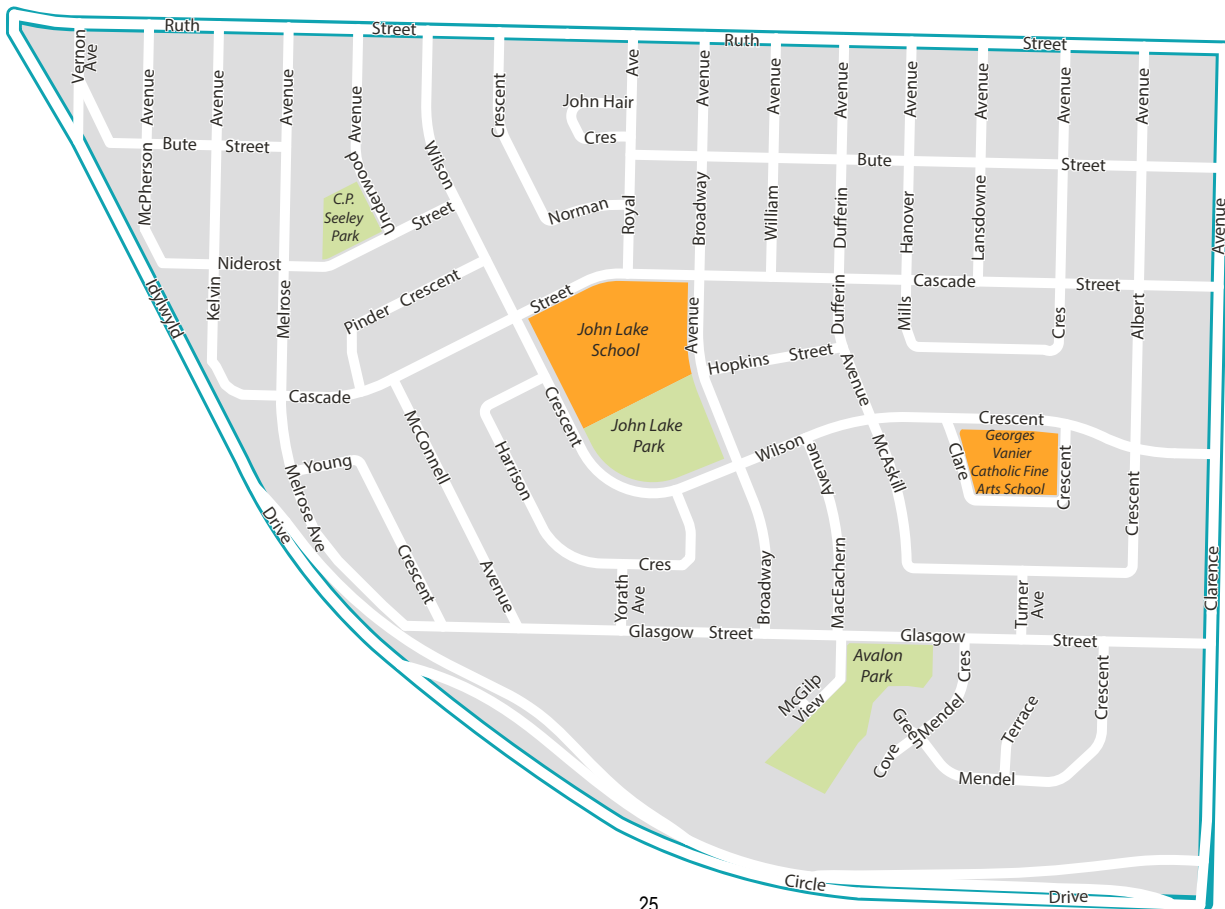 Ruth
Street
Ruth
Street
Vernon
Ave
Avenue
Avenue
Avenue
Avenue
Crescent
Ave
Avenue
Avenue
Avenue
Avenue
Avenue
Avenue
Avenue
John Hair
Cres
Bute
Street
Bute
Street
McPherson
Underwood
Wilson
Norman
Royal
Broadway
William
Dufferin
Hanover
Lansdowne
Avenue
C.P.
Seeley
Park
Street
Niderost
Kelvin
Melrose
Idylwyld
Pinder Crescent
Street
Cascade
Street
John Lake
School
Avenue
Dufferin
Mills
Cres
Albert
Hopkins
Street
Avenue
Cascade
McConnell
Crescent
John Lake
Park
Wilson
Crescent
Harrison
Young
Melrose Ave
Drive
Crescent
Avenue
McAskill
Avenue
Clare
Georges
Vanier
Catholic Fine
Arts School
Crescent
Crescent
Cres
Yorath
Ave
Broadway
MacEachern
Turner
Ave
Clarence
Glasgow
Street
Glasgow
Street
Avalon
Park
McGilp
View
Cres
Mendel
Green
Cove
Terrace
Mendel
Crescent
Circle
Drive
25